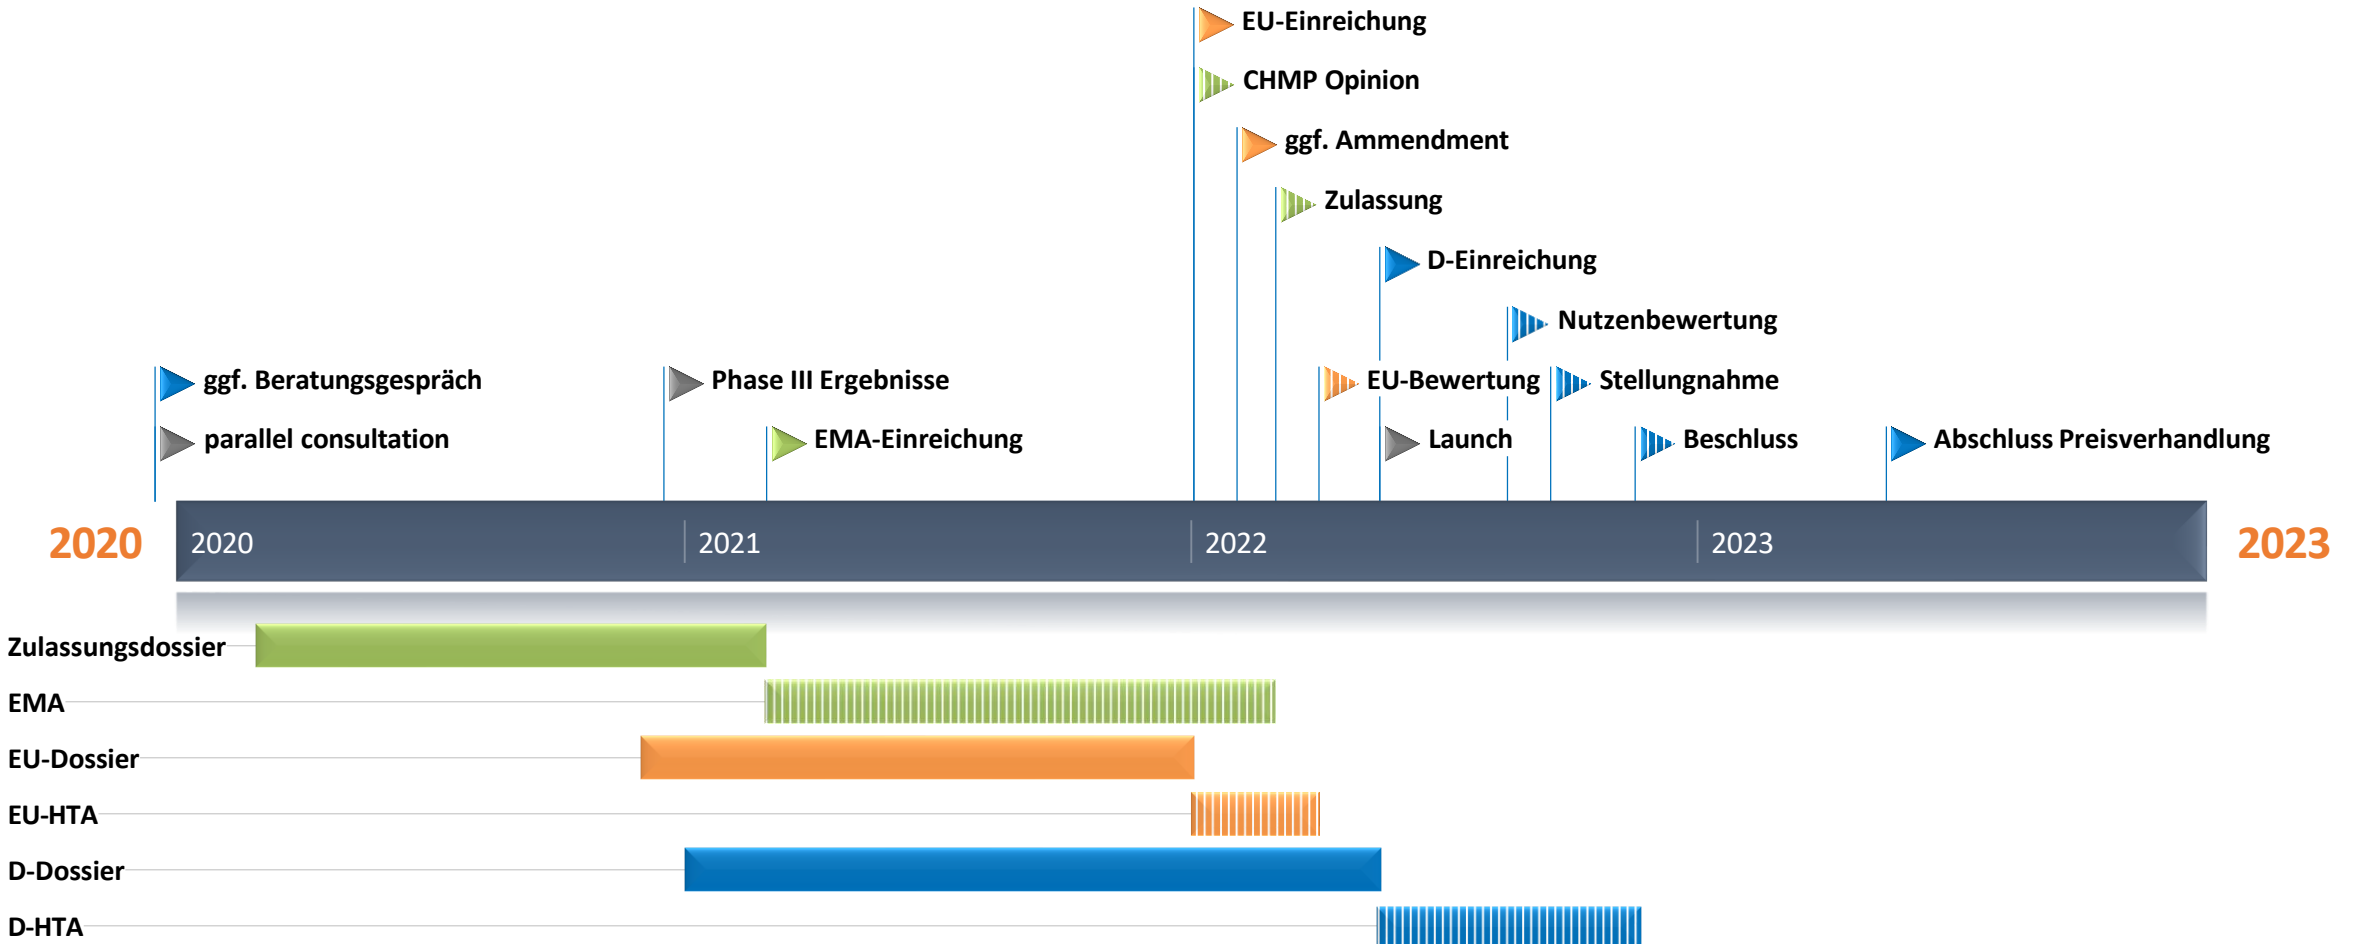 EU-Einreichung
CHMP Opinion
ggf. Ammendment
Zulassung
D-Einreichung
Nutzenbewertung
ggf. Beratungsgespräch
Phase III Ergebnisse
EU-Bewertung
Stellungnahme
parallel consultation
EMA-Einreichung
Launch
Beschluss
Abschluss Preisverhandlung
2020
2020
2021
2022
2023
2023
Zulassungsdossier
EMA
EU-Dossier
EU-HTA
D-Dossier
D-HTA